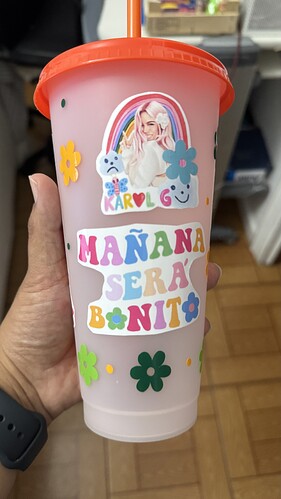 KAROL G
MAÑANA
SERÁ
BONITO